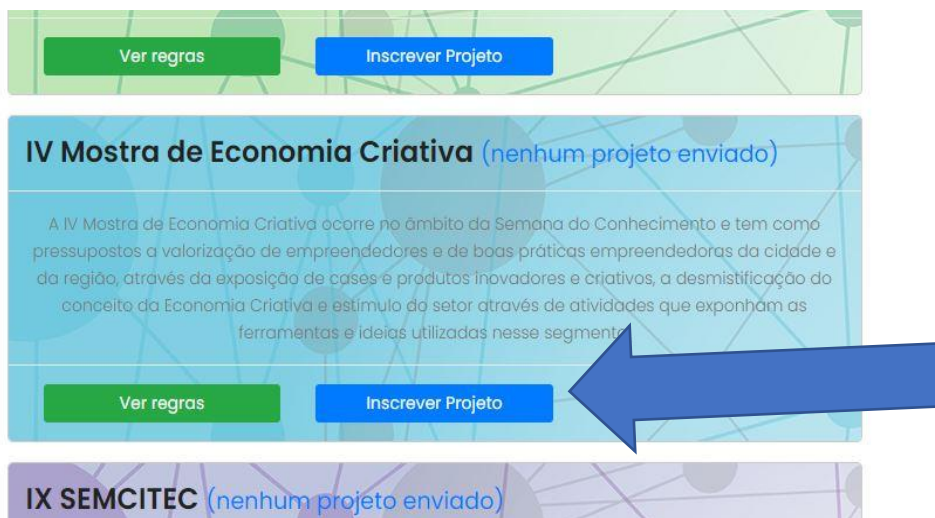 Ver regras Inscrever Projeto
IV Mostra de Economia Criativa (nenhum projeto enviado)
A IV Mostra de Economia Criativa ocorre no âmbito da Semana do Conhecimento e tem como
pressupostos a valorização de empreendedores e de boas práticas empreendedoras da cidade e
da região, através da exposição de cases e produtos inovadores e criativos, a desmistificação do
conceito da Economia Criativa e estímulo do setor através de atividades que exponham as
ferramentas e ideias utilizadas nesse segmento
Ver regras Inscrever Projeto
IX SEMCITEC (nenhum projeto enviado)